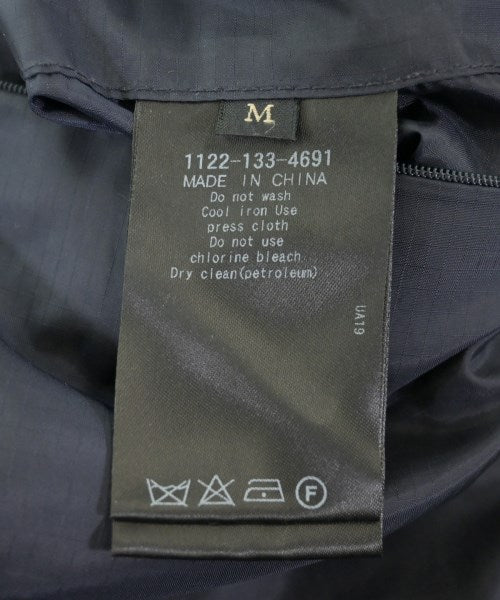 M
1122-133-4691
MADE IN CHINA
Do not wash
Cool iron Use
press cloth
Do not use
chlorine bleach
Dry clean(petroleum)
UA19
F